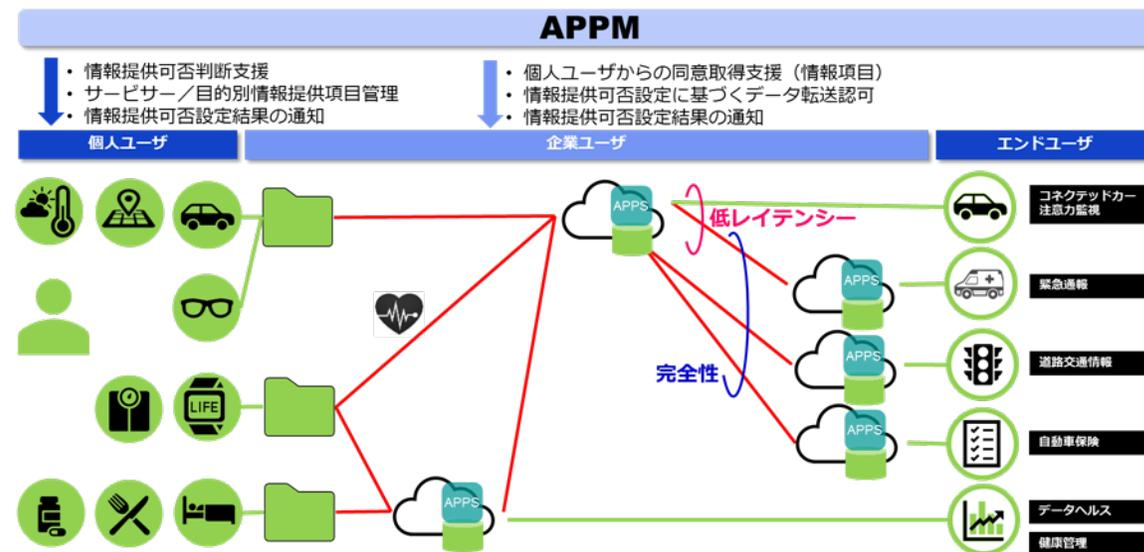 APPM
・ 情報提供可否判断支援
・ サービサー／目的別情報提供項目管理
・ 情報提供可否設定結果の通知
・ 個人ユーザからの同意取得支援（情報項目）
・ 情報提供可否設定に基づくデータ転送認可
・ 情報提供可否設定結果の通知
個人ユーザ
企業ユーザ
エンドユーザ
APPS
低レイテンシー
コネクテッドカー
注意力監視
APPS
緊急通報
APPS
道路交通情報
完全性
LIFE
APPS
自動車保険
APPS
データヘルス
健康管理